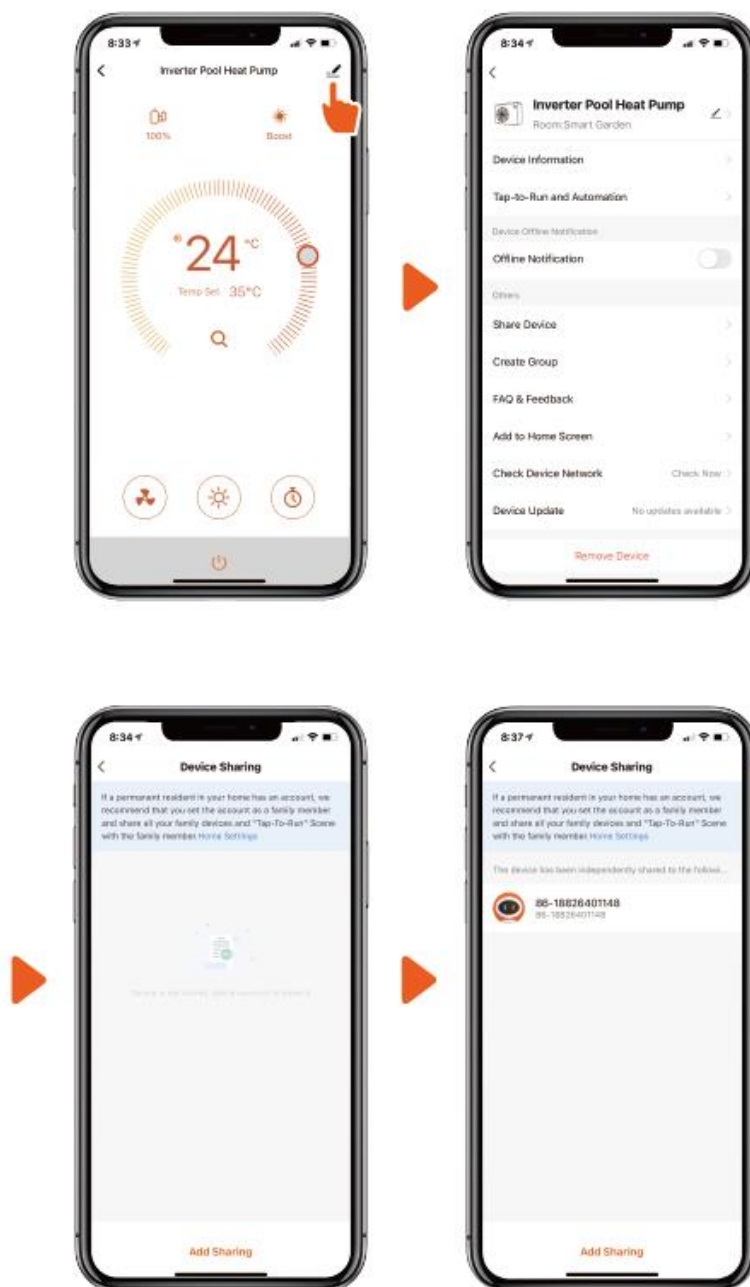 8:33
Inverter Pool Heat Pump
100%
Boost
24 °C
Temp Set 35°C
8:34
Inverter Pool Heat Pump
Room:Smart Garden
Device Information
Tap-to-Run and Automation
Device Offline Notification
Offline Notification
Others
Share Device
Create Group
FAQ & Feedback
Add to Home Screen
Check Device Network Check Now
Device Update No updates available
Remove Device
8:34
Device Sharing
If a permanent resident in your home has an account, we
recommend that you set the account as a family member
and share all your family devices and "Tap-To-Run" Scene
with the family member. Home Settings
Add Sharing
8:37
Device Sharing
If a permanent resident in your home has an account, we
recommend that you set the account as a family member
and share all your family devices and "Tap-To-Run" Scene
with the family member. Home Settings
This device has been independently shared to the followi...
86-18826401148
86-18826401148
Add Sharing